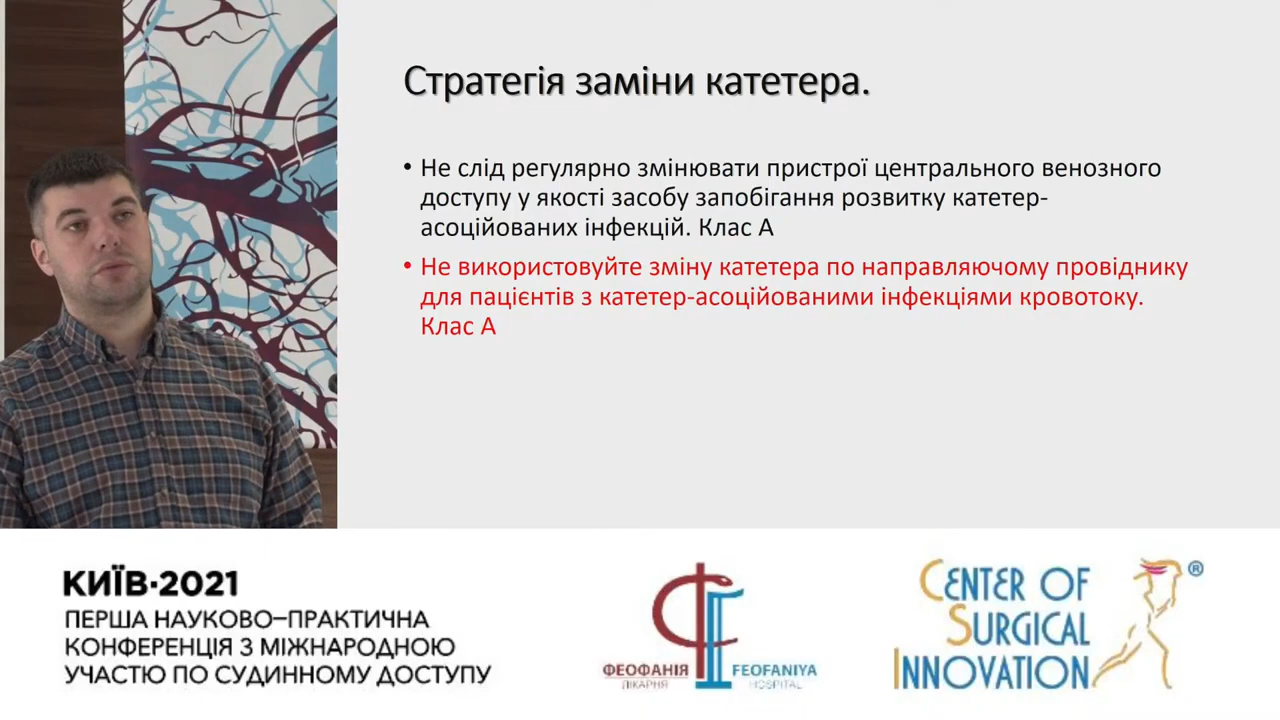 Стратегія заміни катетера.
• Не слід регулярно змінювати пристрої центрального венозного
доступу у якості засобу запобігання розвитку катетер-
асоційованих інфекцій. Клас А
• Не використовуйте зміну катетера по направляючому провіднику
для пацієнтів з катетер-асоційованими інфекціями кровотоку.
Клас А
КИЇВ·2021
ПЕРША НАУКОВО–ПРАКТИЧНА
КОНФЕРЕНЦІЯ З МІЖНАРОДНОЮ
УЧАСТЮ ПО СУДИННОМУ ДОСТУПУ
ФЕОФАНІЯ
ЛІКАРНЯ
FEOFANIYA
HOSPITAL
CENTER OF
SURGICAL
INNOVATION
®